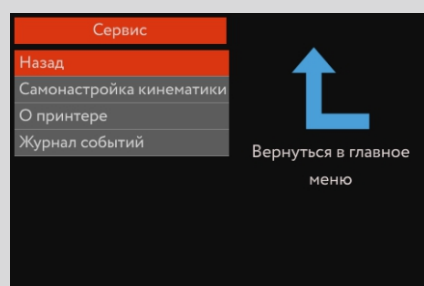 Сервис
Назад
Самонастройка кинематики
О принтере
Журнал событий
Вернуться в главное
меню